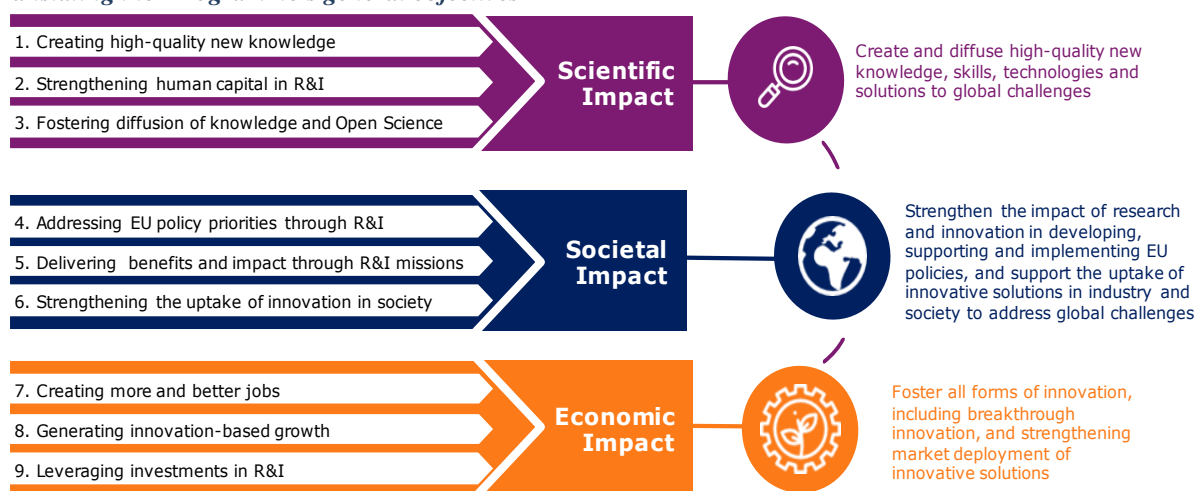 translating the Programme's general objectives
1. Creating high-quality new knowledge
2. Strengthening human capital in R&I
3. Fostering diffusion of knowledge and Open Science
Scientific
Impact
Create and diffuse high-quality new
knowledge, skills, technologies and
solutions to global challenges
4. Addressing EU policy priorities through R&I
5. Delivering benefits and impact through R&I missions
6. Strengthening the uptake of innovation in society
Societal
Impact
Strengthen the impact of research
and innovation in developing,
supporting and implementing EU
policies, and support the uptake of
innovative solutions in industry and
society to address global challenges
7. Creating more and better jobs
8. Generating innovation-based growth
9. Leveraging investments in R&I
Economic
Impact
Foster all forms of innovation,
including breakthrough
innovation, and strengthening
market deployment of
innovative solutions